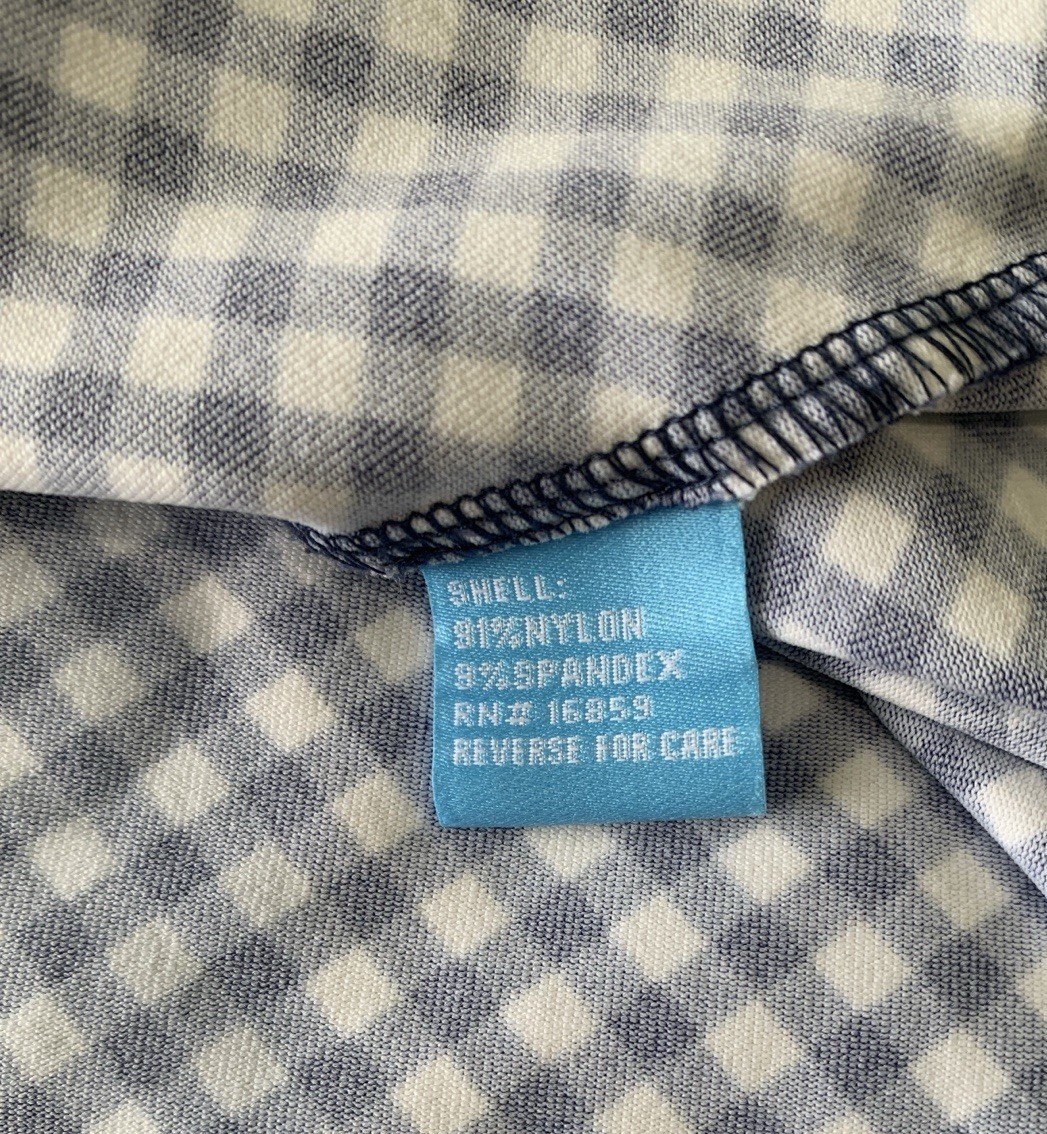 SHELL:
91%NYLON
9%SPANDEX
RN# 16859
REVERSE FOR CARE